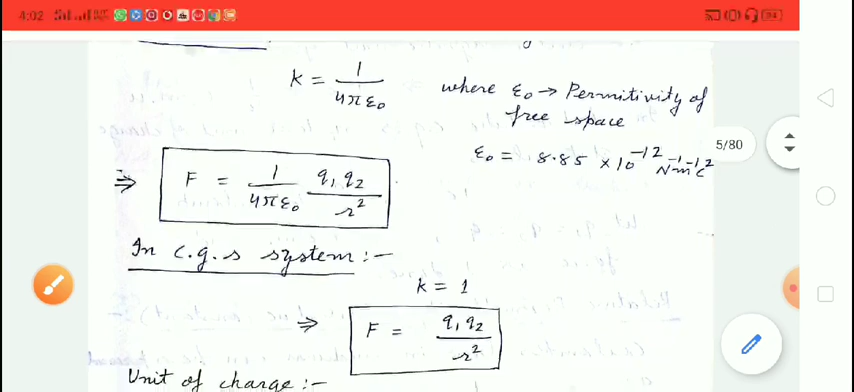 4:02
K = 1/4πε₀ where ε₀ → Permitivity of
free space
ε₀ = 8.85 × 10⁻¹² N⁻¹m⁻¹c²
5/80
⇒ F = 1/4πε₀ q₁q₂/r²
In c.g.s system :-
K = 1
⇒ F = q₁q₂/r²
Unit of charge :-